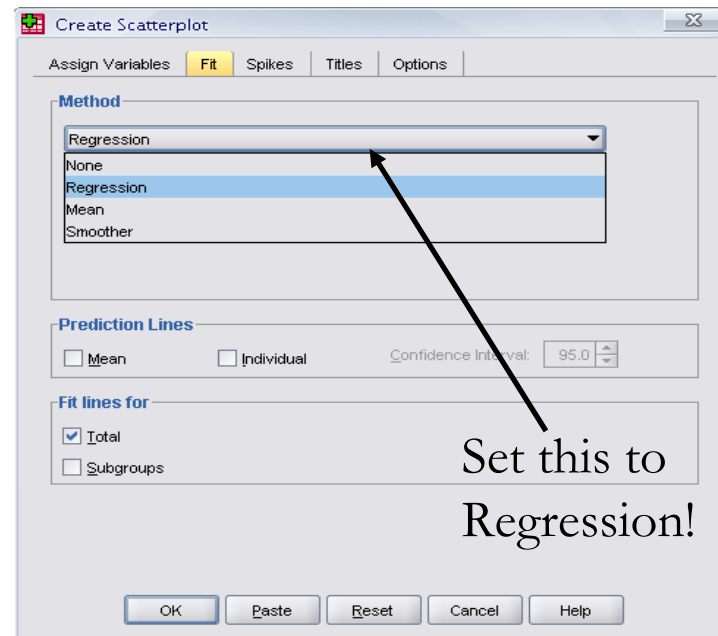 Create Scatterplot
Assign Variables Fit Spikes Titles Options
Method
Regression
None
Regression
Mean
Smoother
Prediction Lines
Mean Individual Confidence Interval: 95.0
Fit lines for
Total
Subgroups
Set this to
Regression!
OK Paste Reset Cancel Help